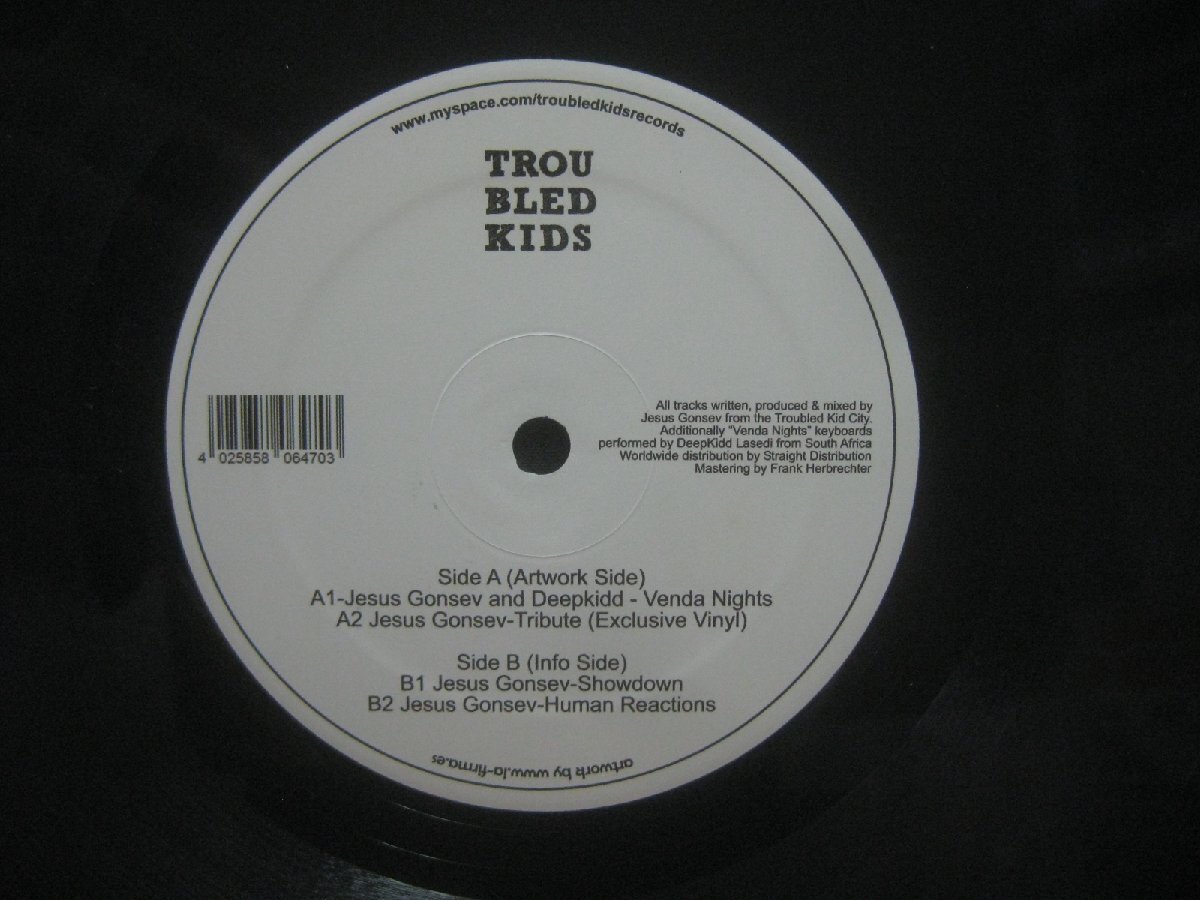 www.myspace.com/troubledkidsrecords
TROU
BLED
KIDS
4 025858 064703
All tracks written, produced & mixed by
Jesus Gonsev from the Troubled Kid City.
Additionally "Venda Nights" keyboards
performed by DeepKidd Lasedi from South Africa
Worldwide distribution by Straight Distribution
Mastering by Frank Herbrechter
Side A (Artwork Side)
A1-Jesus Gonsev and Deepkidd - Venda Nights
A2 Jesus Gonsev-Tribute (Exclusive Vinyl)
Side B (Info Side)
B1 Jesus Gonsev-Showdown
B2 Jesus Gonsev-Human Reactions
artwork by www.la-firma.es